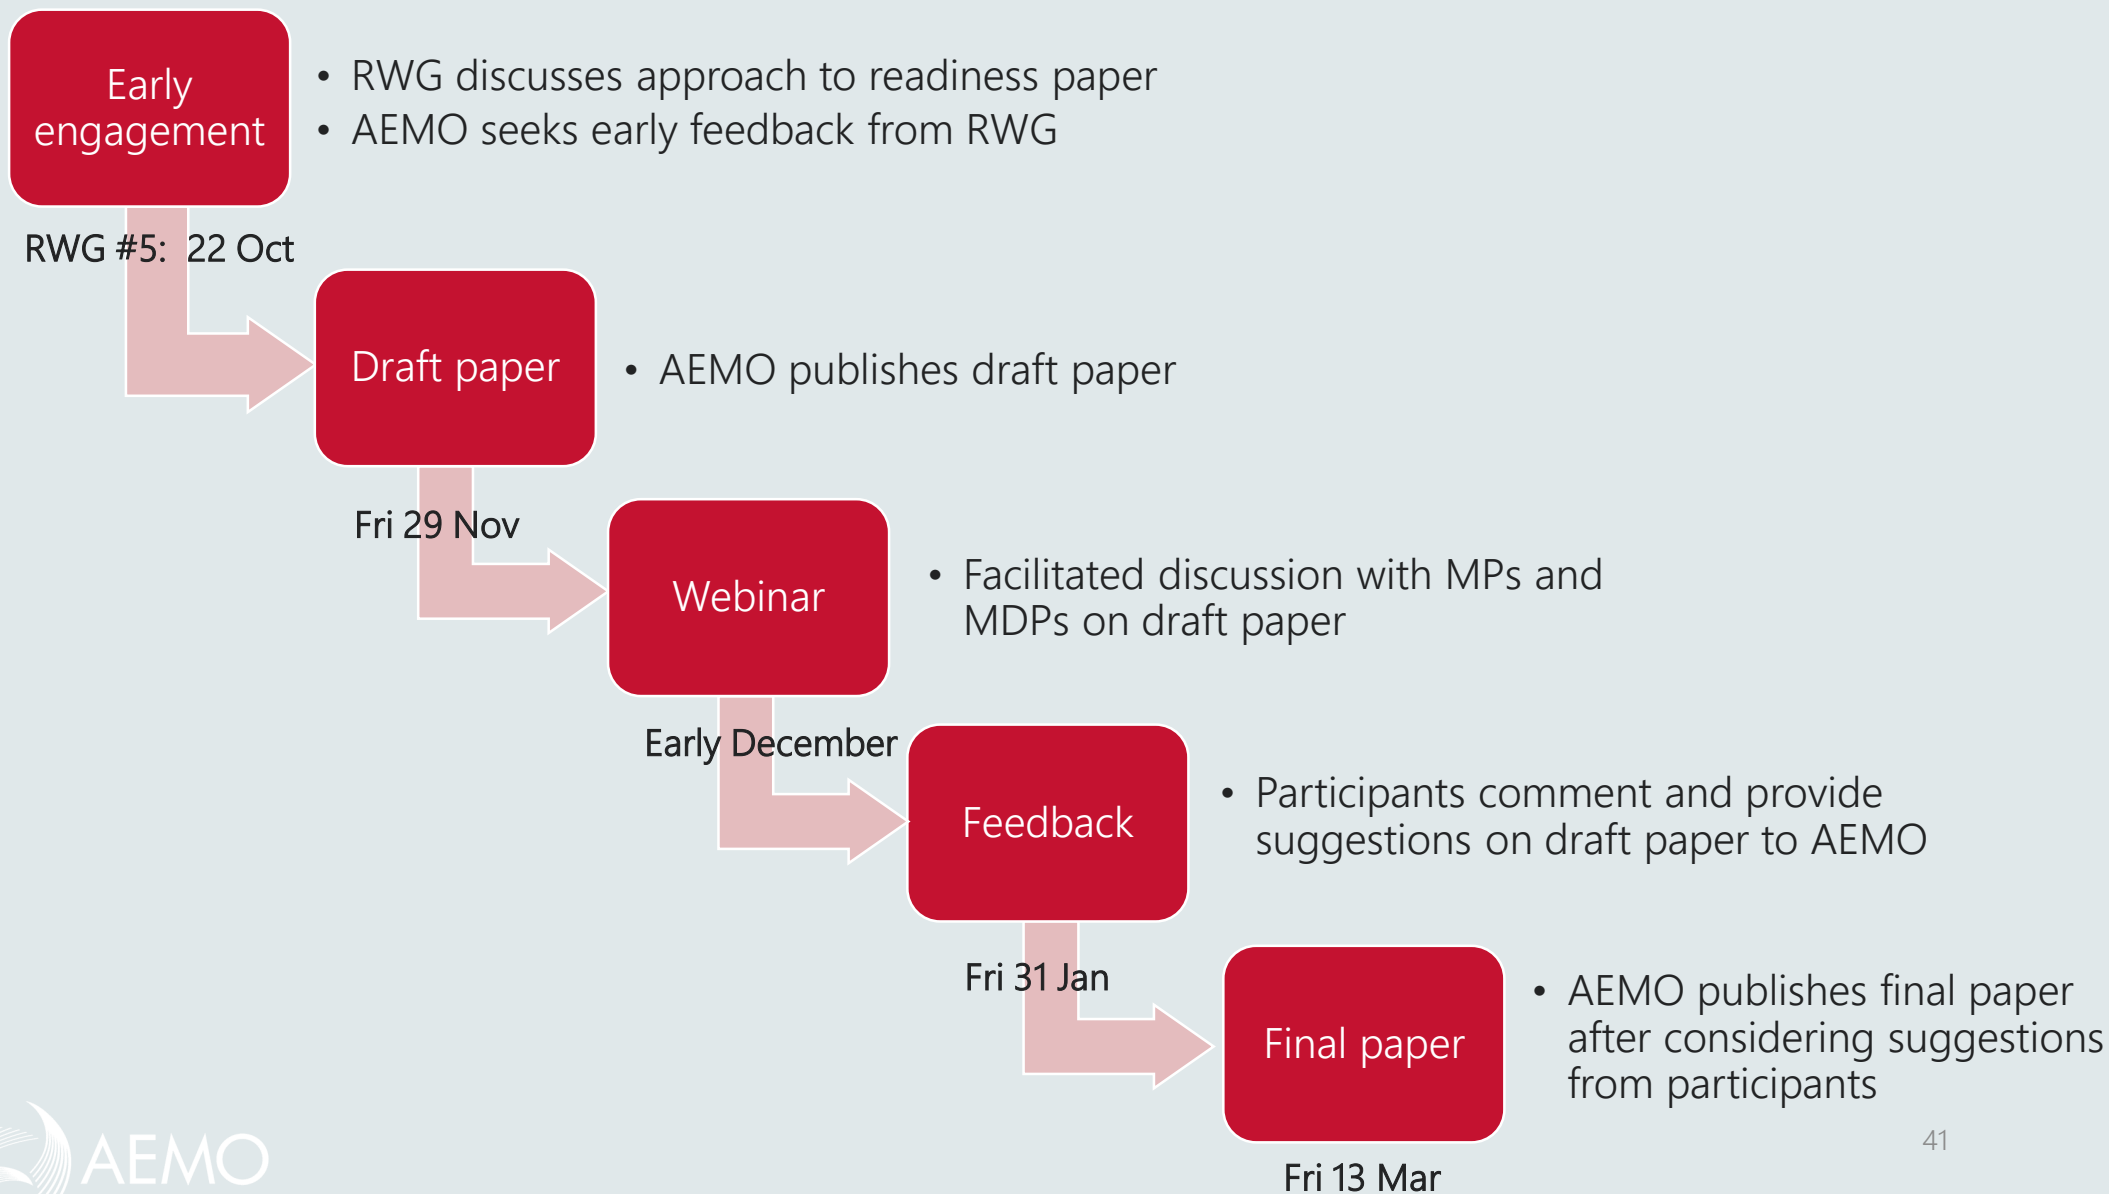 Early
engagement
• RWG discusses approach to readiness paper
• AEMO seeks early feedback from RWG
RWG #5: 22 Oct
Draft paper
• AEMO publishes draft paper
Fri 29 Nov
Webinar
• Facilitated discussion with MPs and
MDPs on draft paper
Early December
Feedback
• Participants comment and provide
suggestions on draft paper to AEMO
Fri 31 Jan
Final paper
• AEMO publishes final paper
after considering suggestions
from participants
Fri 13 Mar
AEMO
41